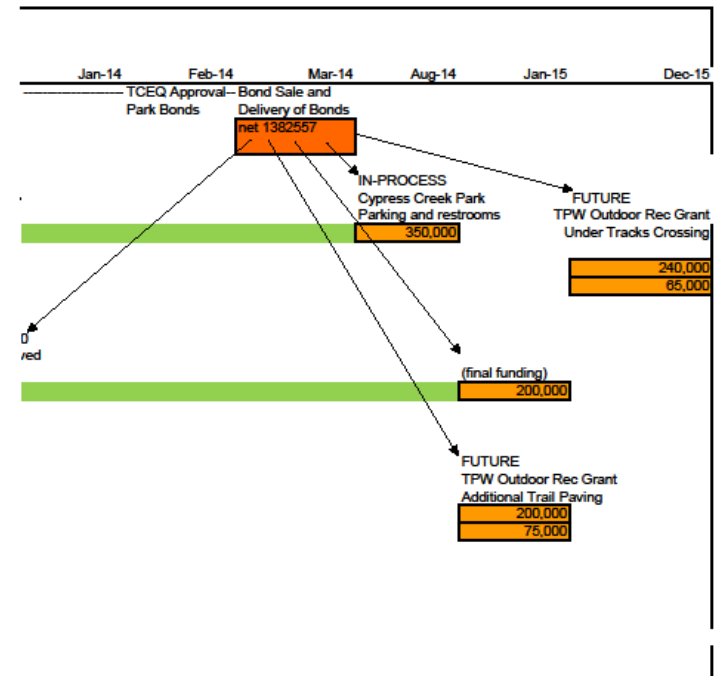 Jan-14 Feb-14 Mar-14 Aug-14 Jan-15 Dec-15
TCEQ Approval-- Bond Sale and
Park Bonds Delivery of Bonds
net 1382557
IN-PROCESS
Cypress Creek Park
Parking and restrooms
350,000
FUTURE
TPW Outdoor Rec Grant
Under Tracks Crossing
240,000
65,000
0
ved
(final funding)
200,000
FUTURE
TPW Outdoor Rec Grant
Additional Trail Paving
200,000
75,000